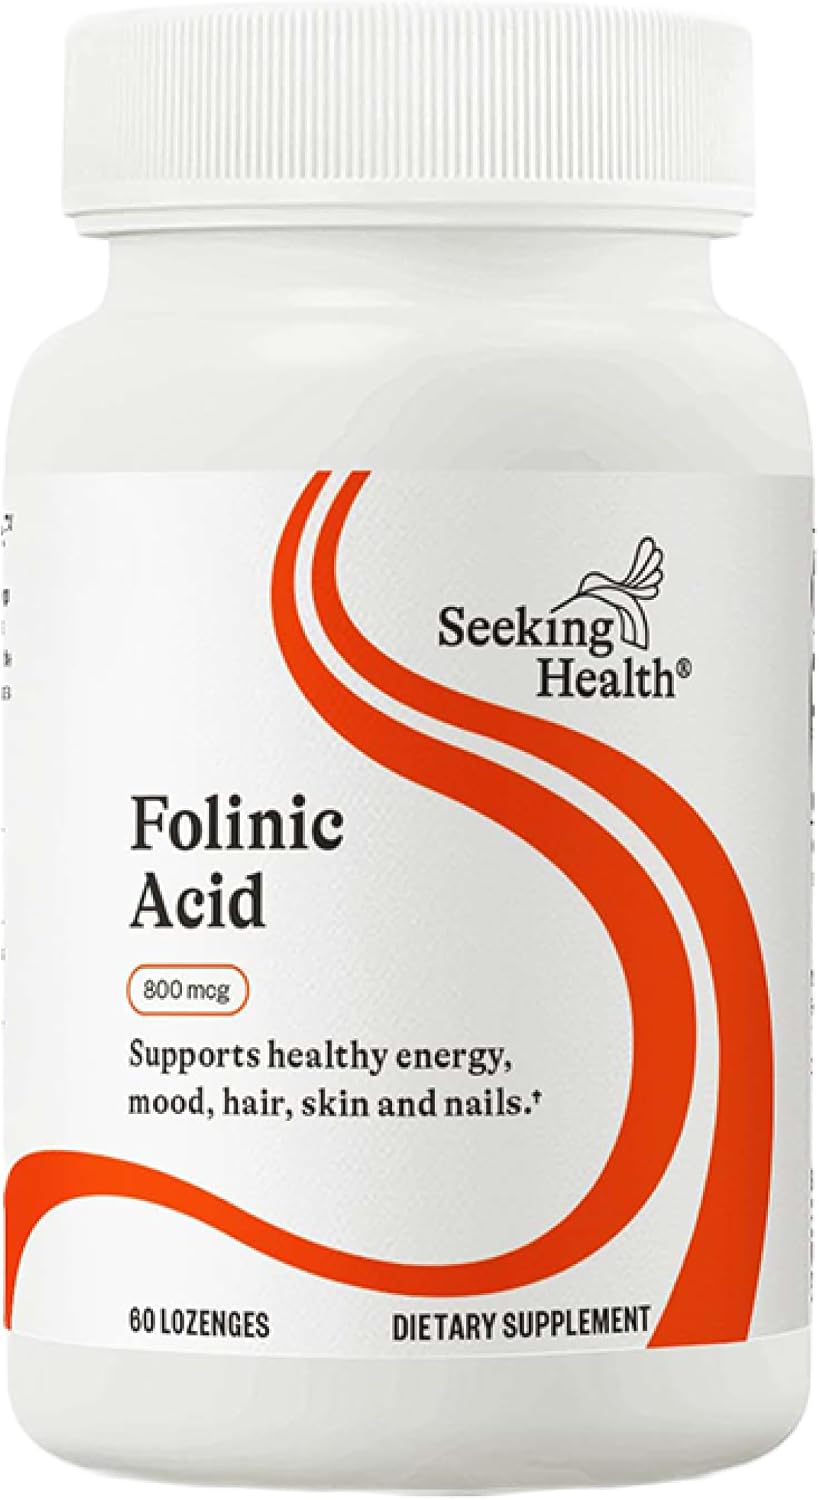 Seeking
Health®
Folinic
Acid
800 mcg
Supports healthy energy,
mood, hair, skin and nails.†
60 LOZENGES
DIETARY SUPPLEMENT